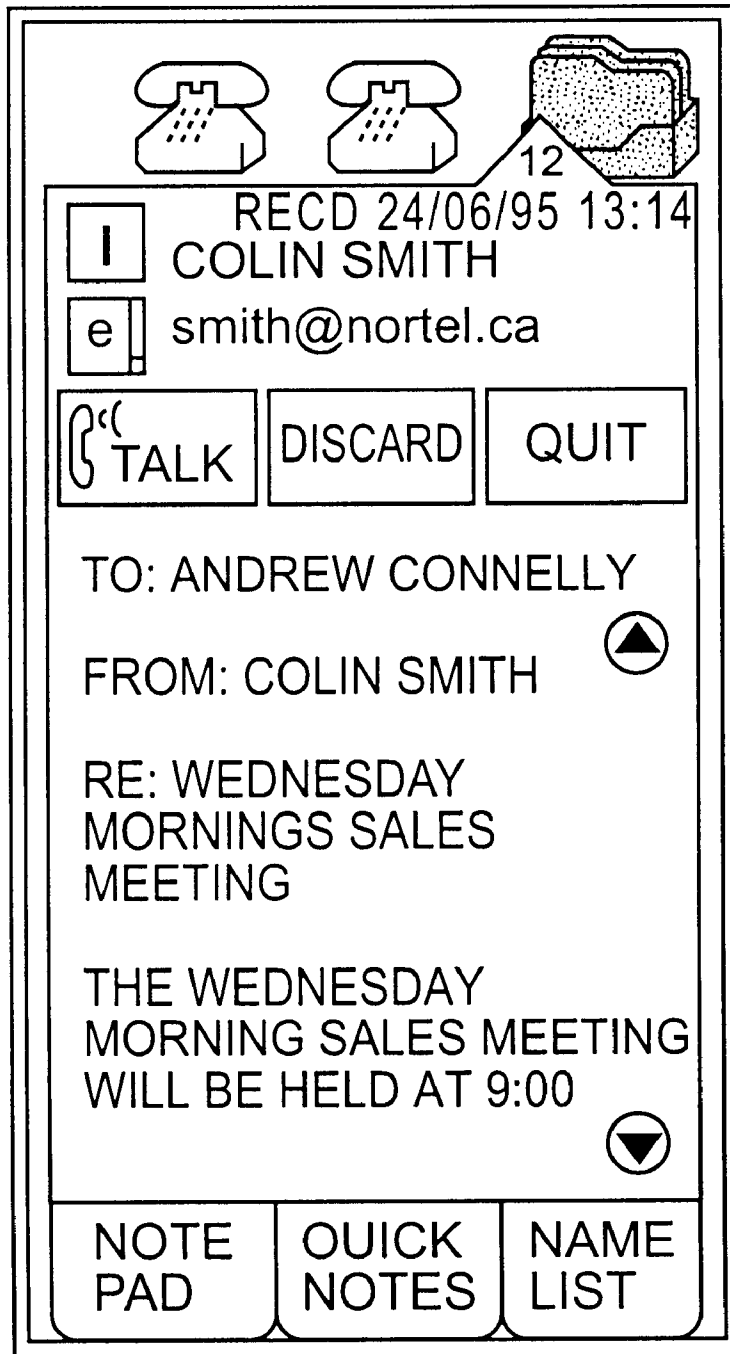 12
RECD 24/06/95 13:14
I
COLIN SMITH
e! smith@nortel.ca
TALK
DISCARD
QUIT
TO: ANDREW CONNELLY
FROM: COLIN SMITH
RE: WEDNESDAY
MORNINGS SALES
MEETING
THE WEDNESDAY
MORNING SALES MEETING
WILL BE HELD AT 9:00
NOTE
PAD
OUICK
NOTES
NAME
LIST